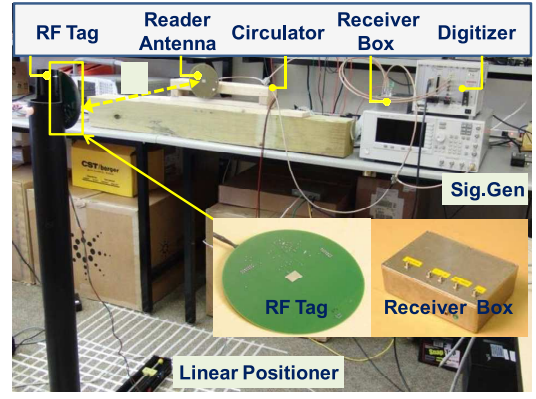 RF Tag
Reader
Antenna
Circulator
Receiver
Box
Digitizer
CST/berger
Sig.Gen
RF Tag
Receiver Box
Linear Positioner